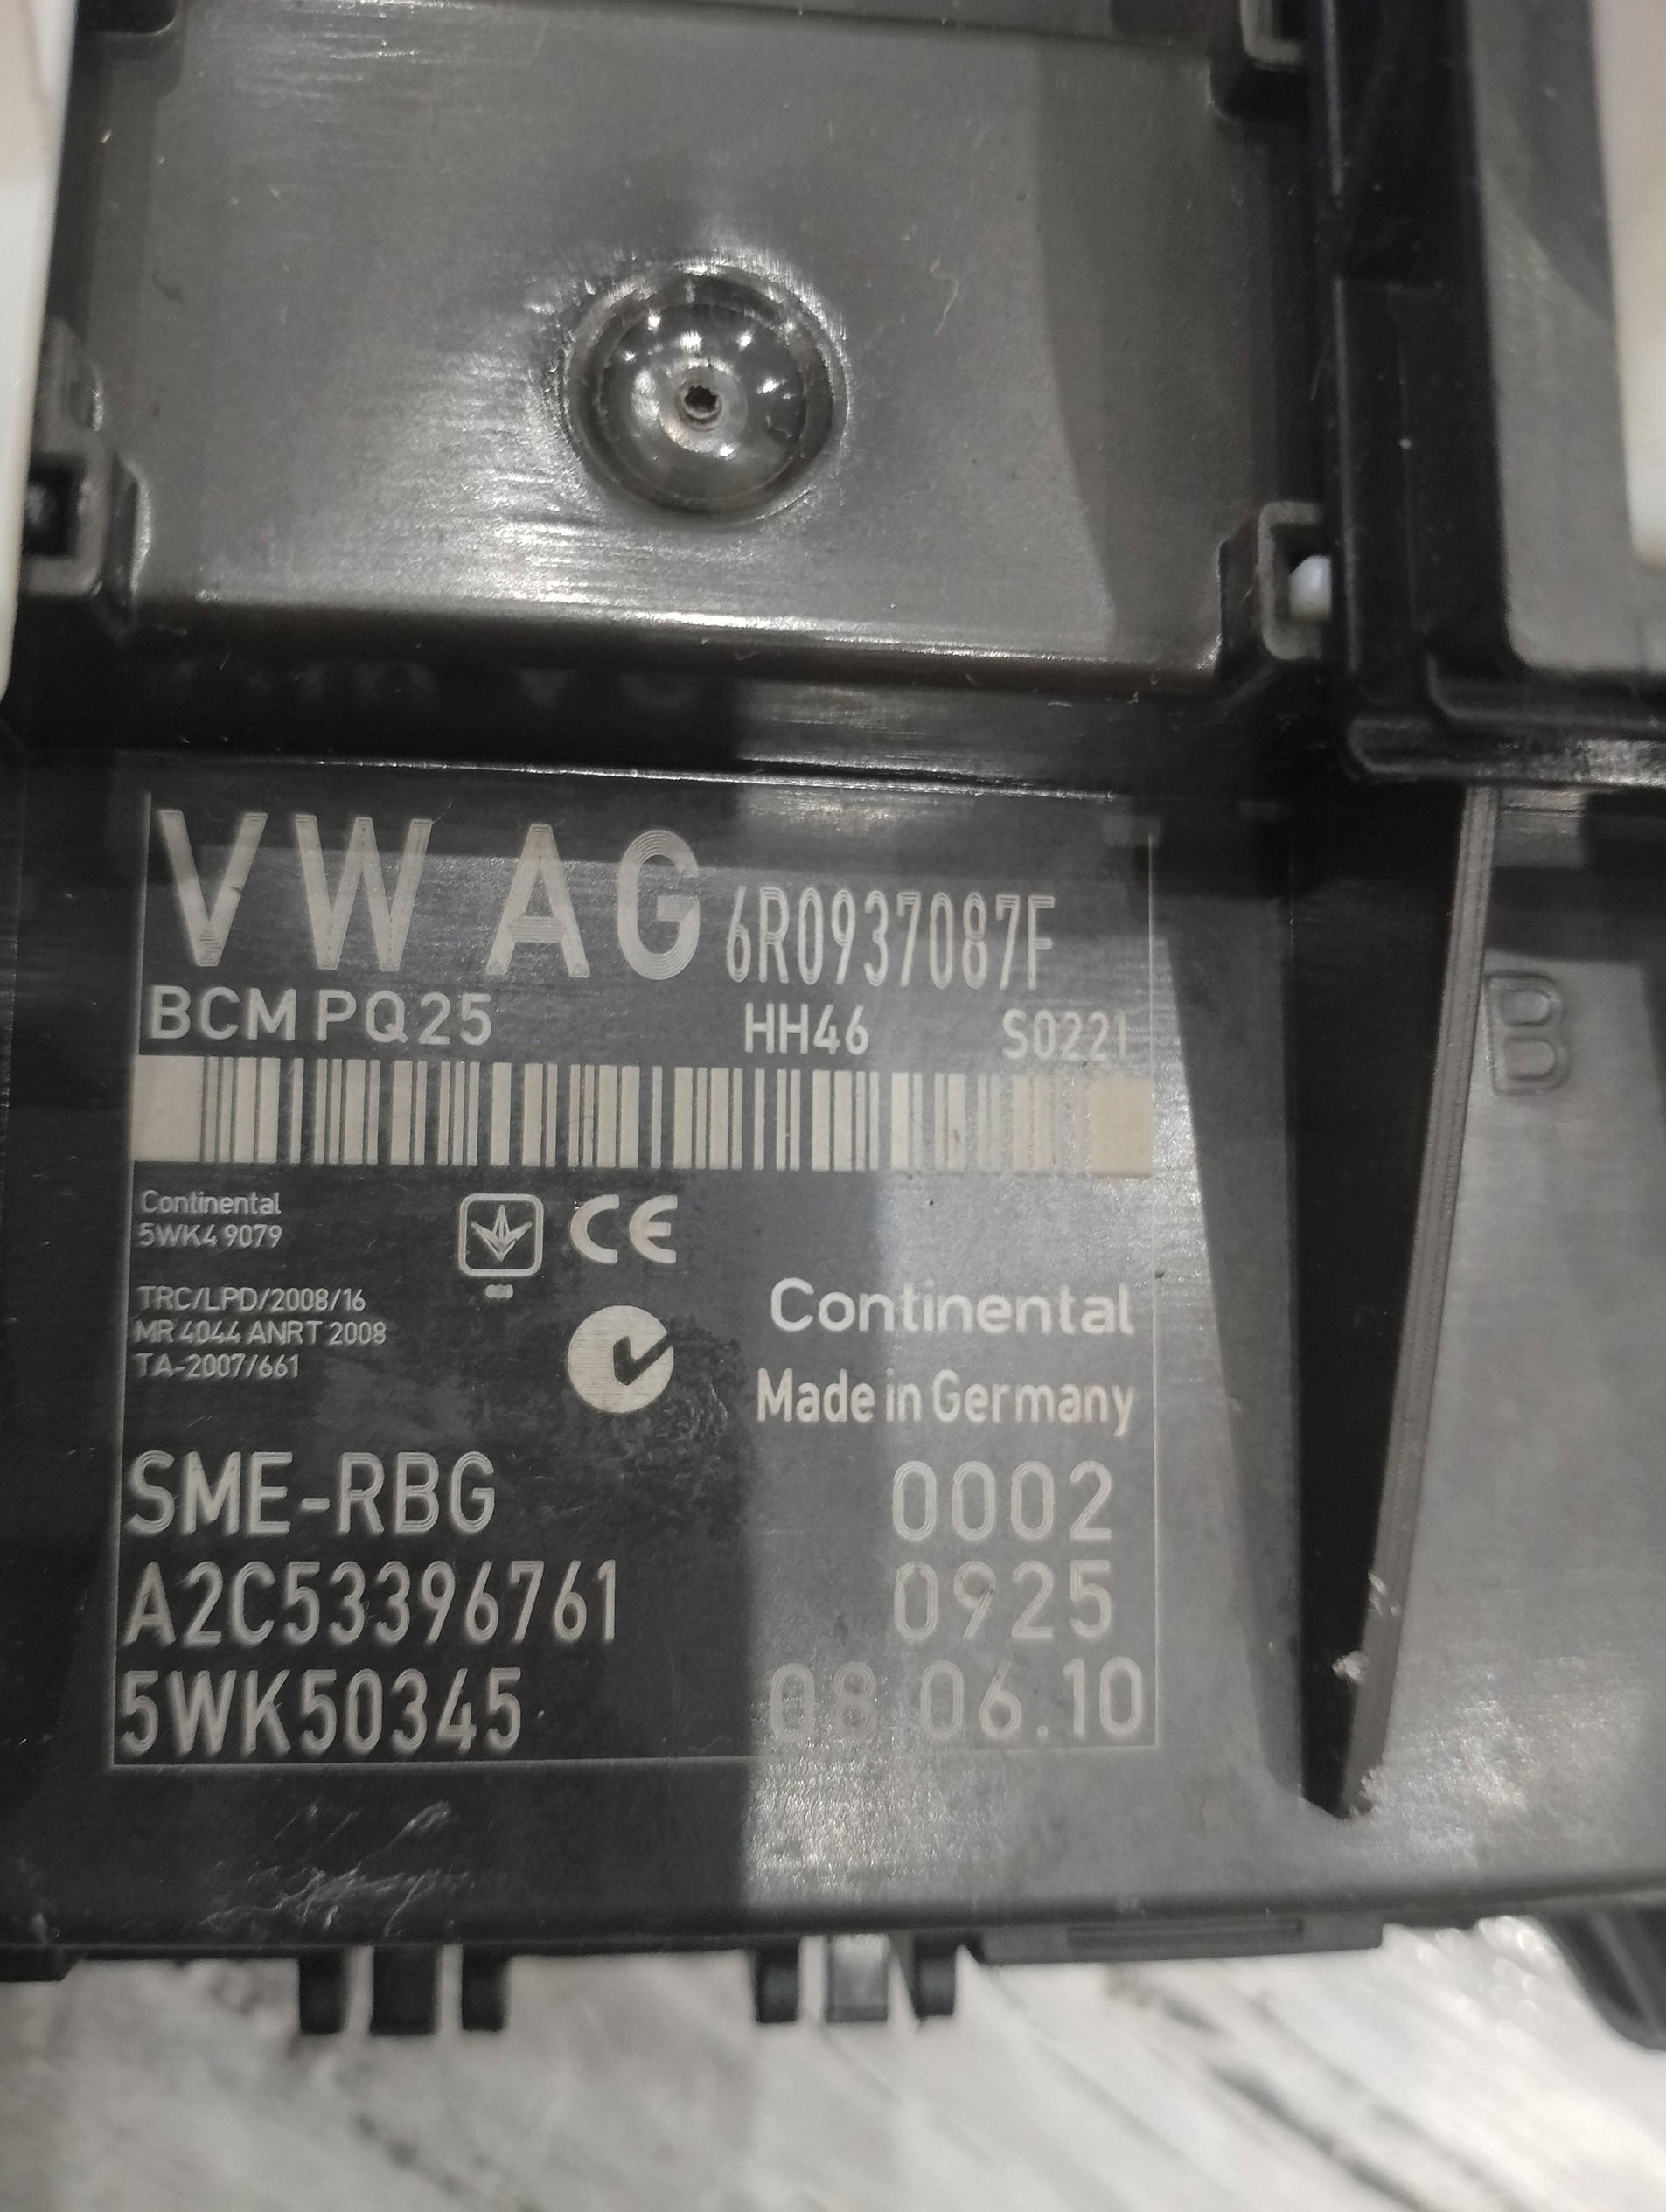 VW AG 6R0937087F
BCM PQ25 HH46 S0221
Continental
5WK4 9079
CE
TRC/LPD/2008/16
MR 4044 ANRT 2008
TA-2007/661
Continental
Made in Germany
SME-RBG 0002
A2C53396761 0925
5WK50345 08.06.10
B